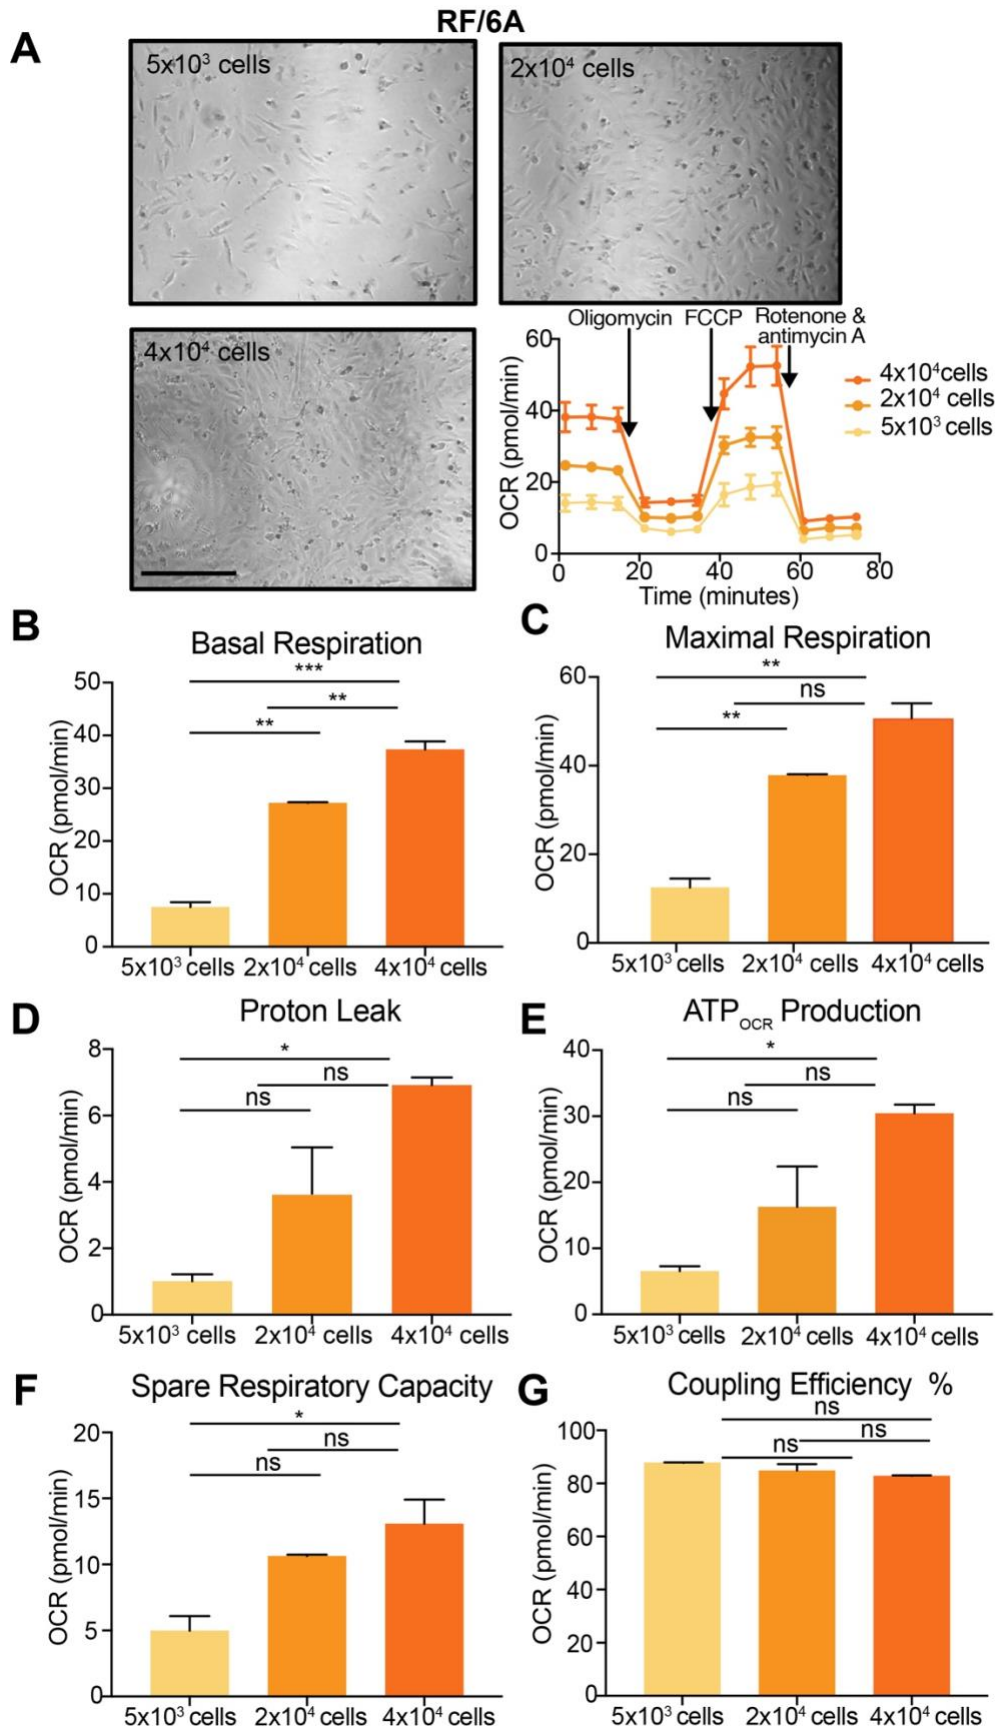 RF/6A
A
5x10³ cells
2x10⁴ cells
4x10⁴ cells
Oligomycin FCCP Rotenone &
antimycin A
OCR (pmol/min)
60
40
20
0
0 20 40 60 80
Time (minutes)
4x10⁴cells
2x10⁴ cells
5x10³ cells
B
Basal Respiration
OCR (pmol/min)
50
40
30
20
10
0
***
**
**
5x10³ cells 2x10⁴ cells 4x10⁴ cells
C
Maximal Respiration
OCR (pmol/min)
60
40
20
0
**
ns
**
5x10³ cells 2x10⁴ cells 4x10⁴ cells
D
Proton Leak
OCR (pmol/min)
8
6
4
2
0
*
ns
ns
5x10³ cells 2x10⁴ cells 4x10⁴ cells
E
ATP_OCR Production
OCR (pmol/min)
40
30
20
10
0
*
ns
ns
5x10³ cells 2x10⁴ cells 4x10⁴ cells
F
Spare Respiratory Capacity
OCR (pmol/min)
20
15
10
5
0
*
ns
ns
5x10³ cells 2x10⁴ cells 4x10⁴ cells
G
Coupling Efficiency %
OCR (pmol/min)
100
80
60
40
20
0
ns
ns
ns
5x10³ cells 2x10⁴ cells 4x10⁴ cells